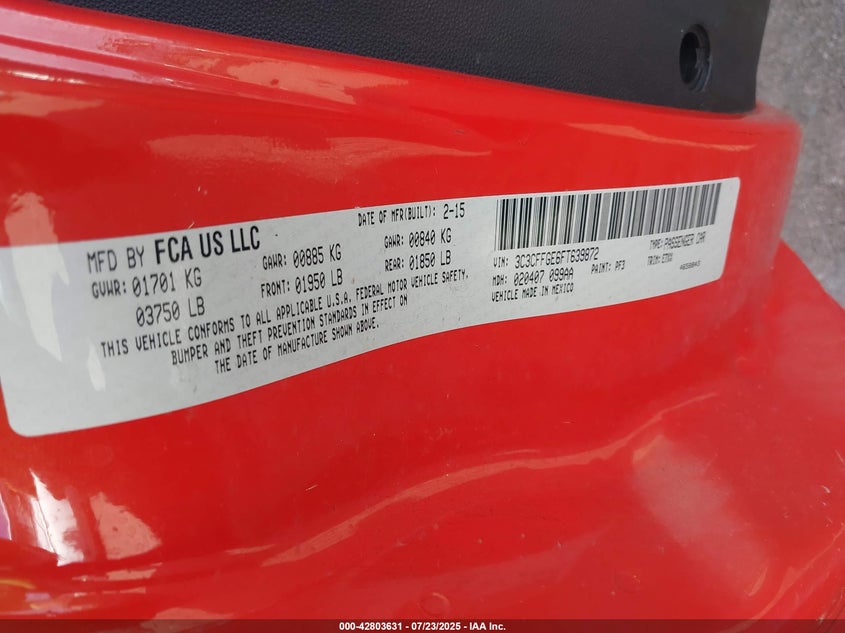 MFD BY FCA US LLC
DATE OF MFR(BUILT): 2-15
GVWR: 01701 KG
03750 LB
GAWR: 00885 KG
FRONT: 01950 LB
GAWR: 00840 KG
REAR: 01850 LB
THIS VEHICLE CONFORMS TO ALL APPLICABLE U.S.A. FEDERAL MOTOR VEHICLE SAFETY,
BUMPER AND THEFT PREVENTION STANDARDS IN EFFECT ON
THE DATE OF MANUFACTURE SHOWN ABOVE.
VIN: 3C3CFFGE6FT639872
TYPE: PASSENGER CAR
MDH: 020407 099AA
PAINT: PF3
VEHICLE MADE IN MEXICO
000-42803631 - 07/23/2025 - IAA Inc.